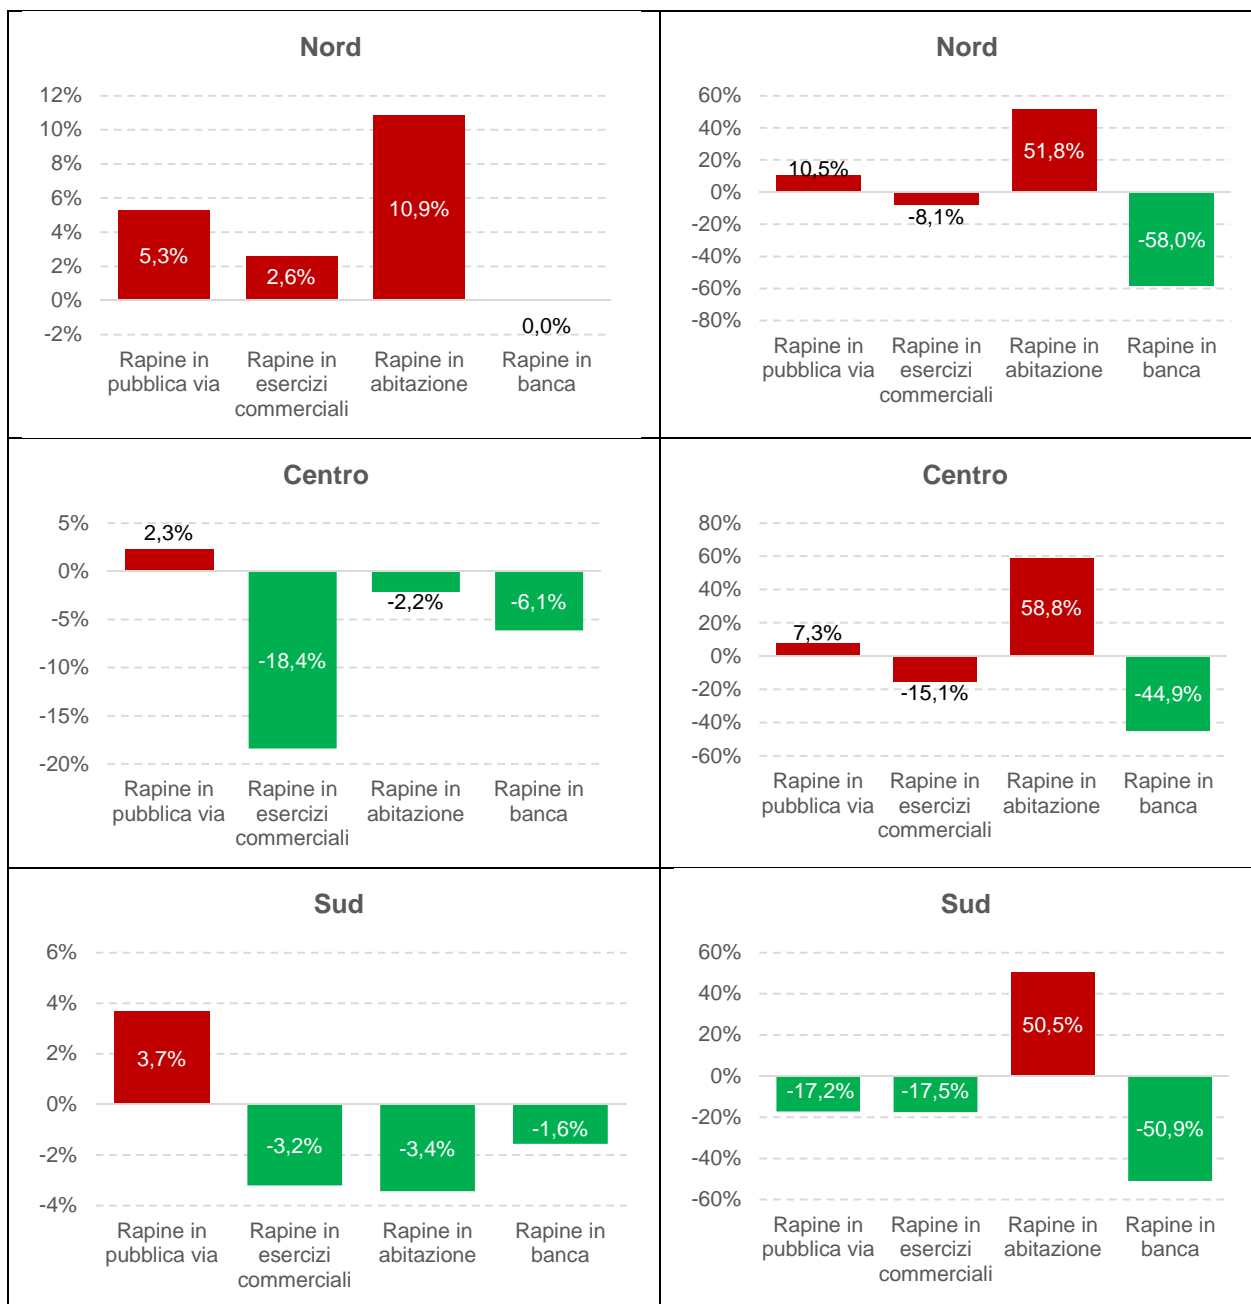 Nord
12%
10%
8%
6%
4%
2%
0%
-2%
5,3%
2,6%
10,9%
0,0%
Rapine in
pubblica via
Rapine in
esercizi
commerciali
Rapine in
abitazione
Rapine in
banca
Nord
60%
40%
20%
0%
-20%
-40%
-60%
-80%
10,5%
-8,1%
51,8%
-58,0%
Rapine in
pubblica via
Rapine in
esercizi
commerciali
Rapine in
abitazione
Rapine in
banca
Centro
5%
0%
-5%
-10%
-15%
-20%
2,3%
-18,4%
-2,2%
-6,1%
Rapine in
pubblica via
Rapine in
esercizi
commerciali
Rapine in
abitazione
Rapine in
banca
Centro
80%
60%
40%
20%
0%
-20%
-40%
-60%
7,3%
-15,1%
58,8%
-44,9%
Rapine in
pubblica via
Rapine in
esercizi
commerciali
Rapine in
abitazione
Rapine in
banca
Sud
6%
4%
2%
0%
-2%
-4%
3,7%
-3,2%
-3,4%
-1,6%
Rapine in
pubblica via
Rapine in
esercizi
commerciali
Rapine in
abitazione
Rapine in
banca
Sud
60%
40%
20%
0%
-20%
-40%
-60%
-17,2%
-17,5%
50,5%
-50,9%
Rapine in
pubblica via
Rapine in
esercizi
commerciali
Rapine in
abitazione
Rapine in
banca